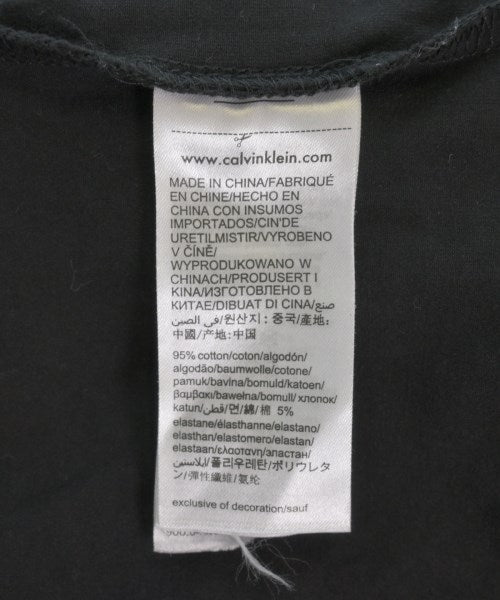 www.calvinklein.com
MADE IN CHINA/FABRIQUÉ
EN CHINE/HECHO EN
CHINA CON INSUMOS
IMPORTADOS/CIN'DE
URETILMISTIR/VYROBENO
V ČÍNĚ/
WYPRODUKOWANO W
CHINACH/PRODUSERT I
KINA/ИЗГОТОВЛЕНО В
КИТАЕ/DIBUAT DI CINA/صنع
في الصين/원산지 : 중국/產地:
中國/产地:中国
95% cotton/coton/algodón/
algodão/baumwolle/cotone/
pamuk/bavlna/bomuld/katoen/
βαμβακι/bawełna/bomull/хлопок/
katun/قطن/면/綿/棉 5%
elastane/élasthanne/elastano/
elasthan/elastomero/elastan/
elastaan/ελαστανη/эластан/
ايلاستين/폴리우레탄/ポリウレタ
ン/彈性纖維/氨纶
exclusive of decoration/sauf